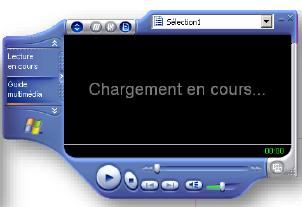 Sélection1
Lecture
en cours
Guide
multimédia
Chargement en cours...
00:00